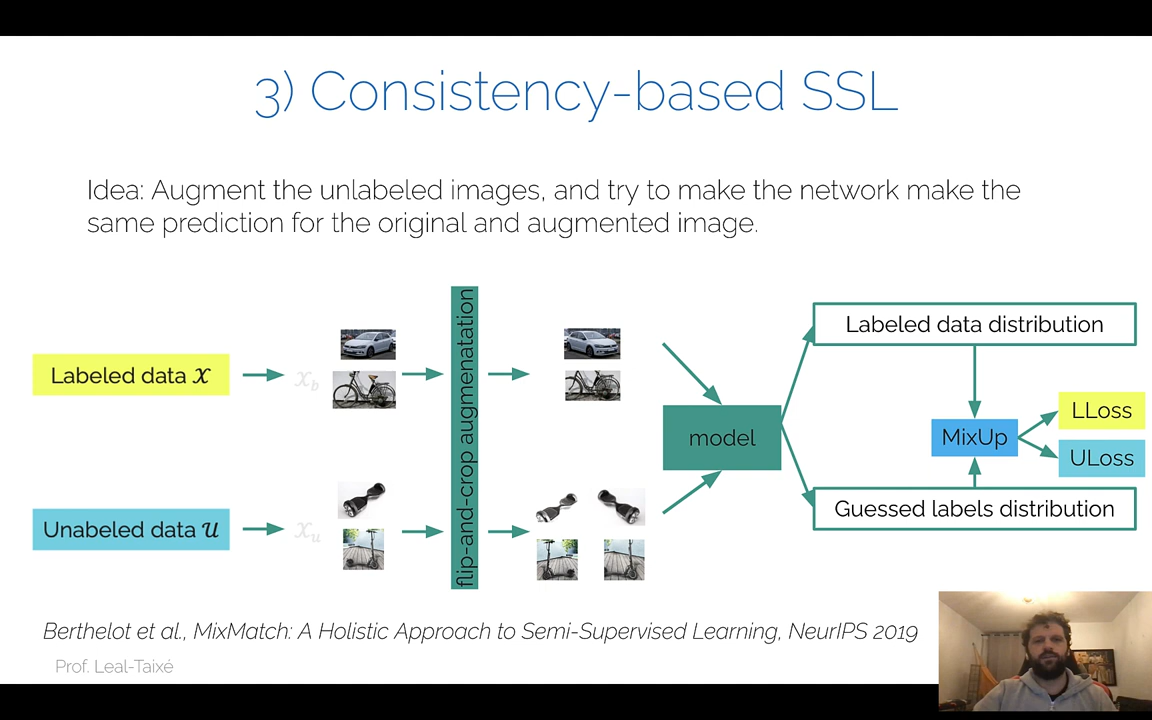 3) Consistency-based SSL
Idea: Augment the unlabeled images, and try to make the network make the
same prediction for the original and augmented image.
Labeled data 𝒳
𝒳b
flip-and-crop augmenatation
model
Labeled data distribution
MixUp
LLoss
ULoss
Guessed labels distribution
Unabeled data 𝒰
𝒳u
Berthelot et al., MixMatch: A Holistic Approach to Semi-Supervised Learning, NeurIPS 2019
Prof. Leal-Taixé